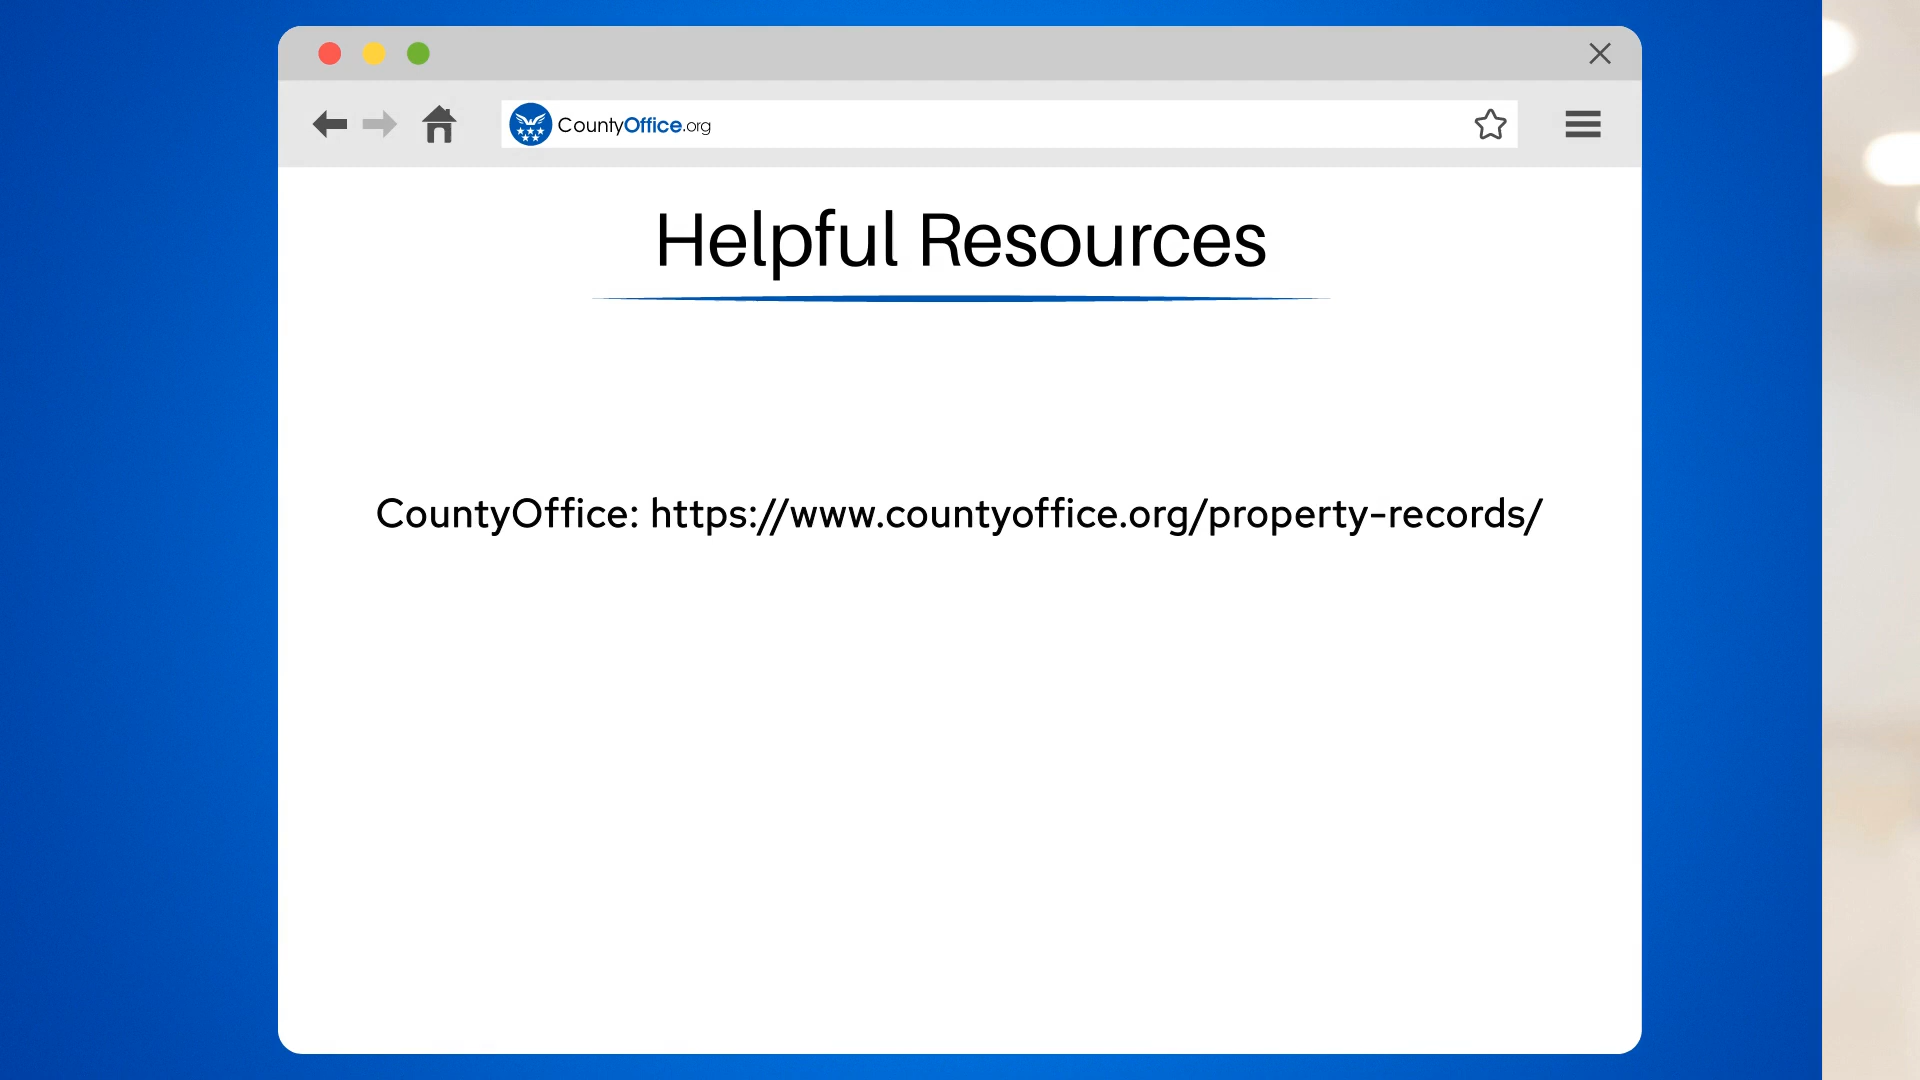 CountyOffice.org
Helpful Resources
CountyOffice: https://www.countyoffice.org/property-records/